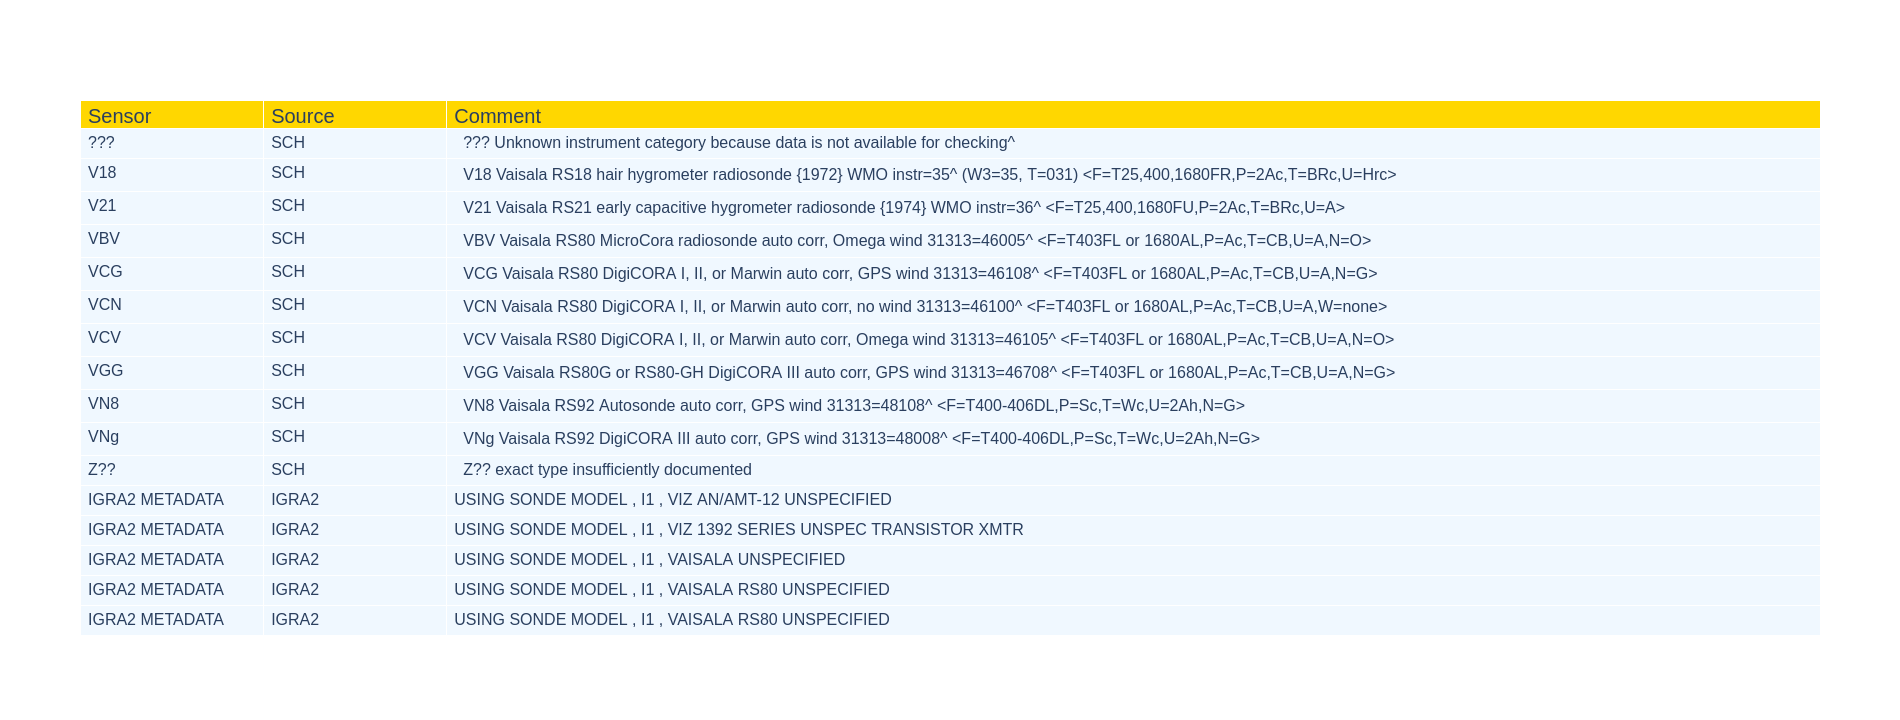 Sensor Source Comment
??? SCH ??? Unknown instrument category because data is not available for checking^
V18 SCH V18 Vaisala RS18 hair hygrometer radiosonde {1972} WMO instr=35^ (W3=35, T=031) <F=T25,400,1680FR,P=2Ac,T=BRc,U=Hrc>
V21 SCH V21 Vaisala RS21 early capacitive hygrometer radiosonde {1974} WMO instr=36^ <F=T25,400,1680FU,P=2Ac,T=BRc,U=A>
VBV SCH VBV Vaisala RS80 MicroCora radiosonde auto corr, Omega wind 31313=46005^ <F=T403FL or 1680AL,P=Ac,T=CB,U=A,N=O>
VCG SCH VCG Vaisala RS80 DigiCORA I, II, or Marwin auto corr, GPS wind 31313=46108^ <F=T403FL or 1680AL,P=Ac,T=CB,U=A,N=G>
VCN SCH VCN Vaisala RS80 DigiCORA I, II, or Marwin auto corr, no wind 31313=46100^ <F=T403FL or 1680AL,P=Ac,T=CB,U=A,W=none>
VCV SCH VCV Vaisala RS80 DigiCORA I, II, or Marwin auto corr, Omega wind 31313=46105^ <F=T403FL or 1680AL,P=Ac,T=CB,U=A,N=O>
VGG SCH VGG Vaisala RS80G or RS80-GH DigiCORA III auto corr, GPS wind 31313=46708^ <F=T403FL or 1680AL,P=Ac,T=CB,U=A,N=G>
VN8 SCH VN8 Vaisala RS92 Autosonde auto corr, GPS wind 31313=48108^ <F=T400-406DL,P=Sc,T=Wc,U=2Ah,N=G>
VNg SCH VNg Vaisala RS92 DigiCORA III auto corr, GPS wind 31313=48008^ <F=T400-406DL,P=Sc,T=Wc,U=2Ah,N=G>
Z?? SCH Z?? exact type insufficiently documented
IGRA2 METADATA IGRA2 USING SONDE MODEL , I1 , VIZ AN/AMT-12 UNSPECIFIED
IGRA2 METADATA IGRA2 USING SONDE MODEL , I1 , VIZ 1392 SERIES UNSPEC TRANSISTOR XMTR
IGRA2 METADATA IGRA2 USING SONDE MODEL , I1 , VAISALA UNSPECIFIED
IGRA2 METADATA IGRA2 USING SONDE MODEL , I1 , VAISALA RS80 UNSPECIFIED
IGRA2 METADATA IGRA2 USING SONDE MODEL , I1 , VAISALA RS80 UNSPECIFIED